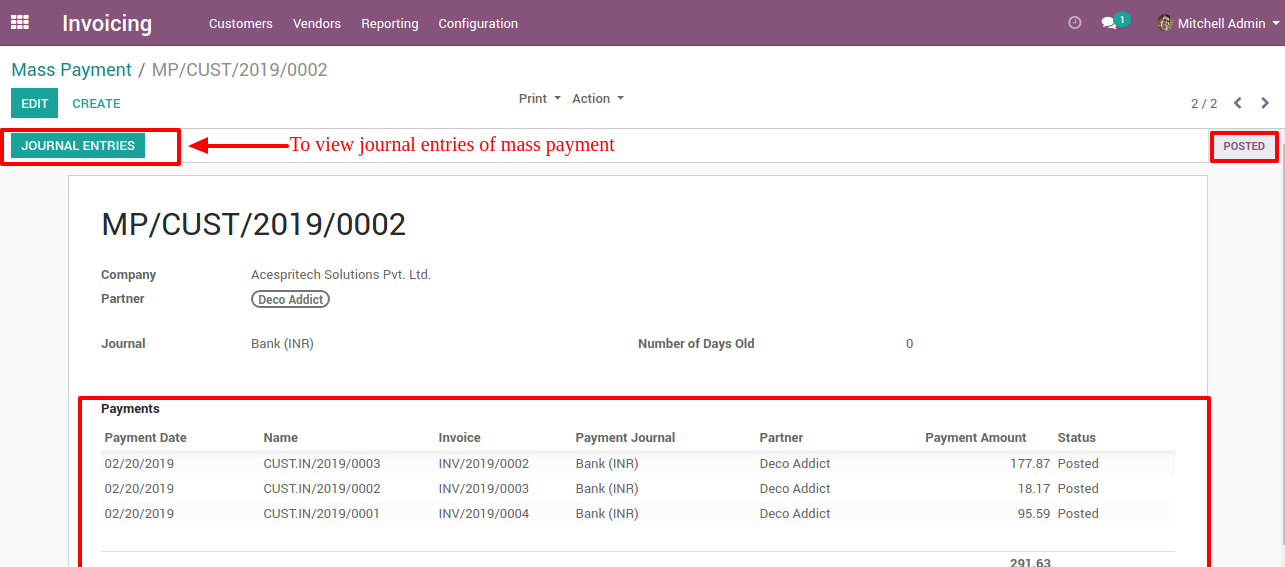 Invoicing Customers Vendors Reporting Configuration 1 Mitchell Admin
Mass Payment / MP/CUST/2019/0002
EDIT CREATE Print Action 2 / 2
JOURNAL ENTRIES To view journal entries of mass payment POSTED
MP/CUST/2019/0002
Company Acespritech Solutions Pvt. Ltd.
Partner Deco Addict
Journal Bank (INR) Number of Days Old 0
Payments
Payment Date Name Invoice Payment Journal Partner Payment Amount Status
02/20/2019 CUST.IN/2019/0003 INV/2019/0002 Bank (INR) Deco Addict 177.87 Posted
02/20/2019 CUST.IN/2019/0002 INV/2019/0003 Bank (INR) Deco Addict 18.17 Posted
02/20/2019 CUST.IN/2019/0001 INV/2019/0004 Bank (INR) Deco Addict 95.59 Posted
291.63